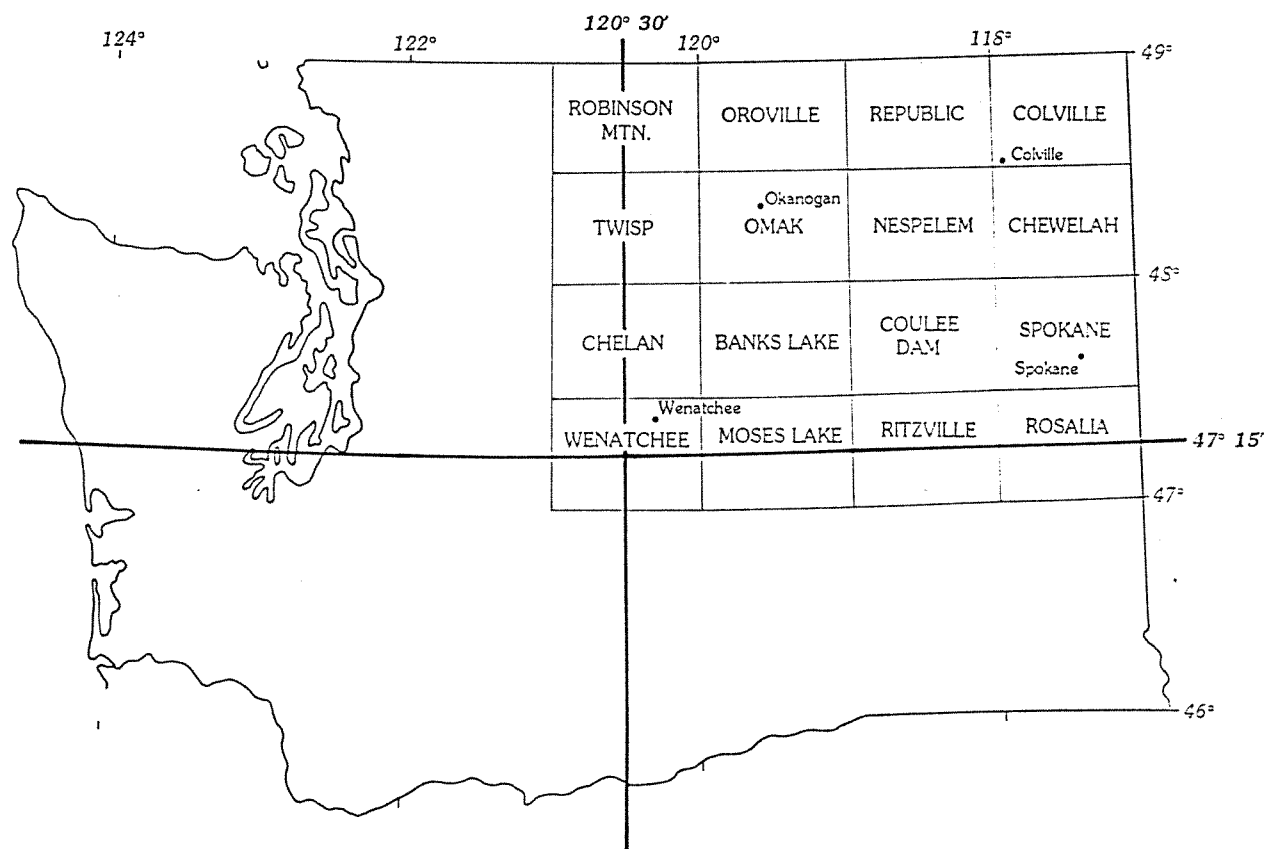 120° 30′
124° 122° 120° 118°
49°
ROBINSON MTN. OROVILLE REPUBLIC COLVILLE
Colville
Okanogan
TWISP OMAK NESPELEM CHEWELAH
48°
CHELAN BANKS LAKE COULEE DAM SPOKANE
Spokane
Wenatchee
WENATCHEE MOSES LAKE RITZVILLE ROSALIA
47° 15′
47°
46°